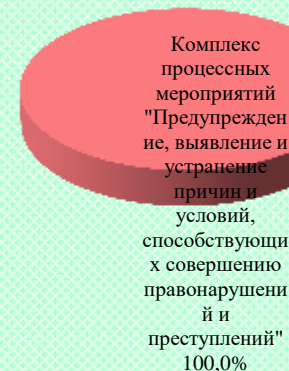 Комплекс
процессных
мероприятий
"Предупрежден
ие, выявление и
устранение
причин и
условий,
способствующи
х совершению
правонарушени
й и
преступлений"
100,0%